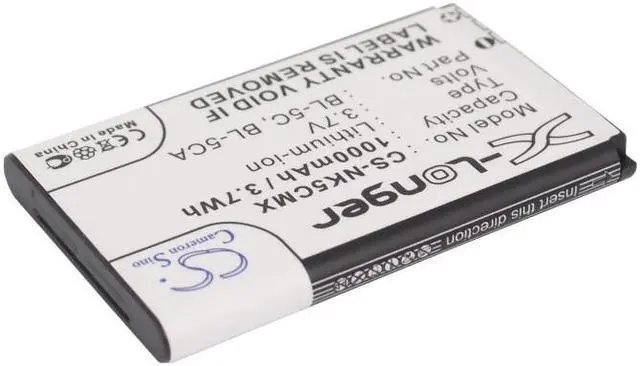 X-Longer
Model No. CS-NK5CMX
Capacity 1000mAh / 3.7Wh
Type Lithium-Ion
Volts 3.7V
Part No. BL-5C, BL-5CA
WARRANTY VOID IF
LABEL IS REMOVED
Made in China
CS
Cameron Sino
insert this direction